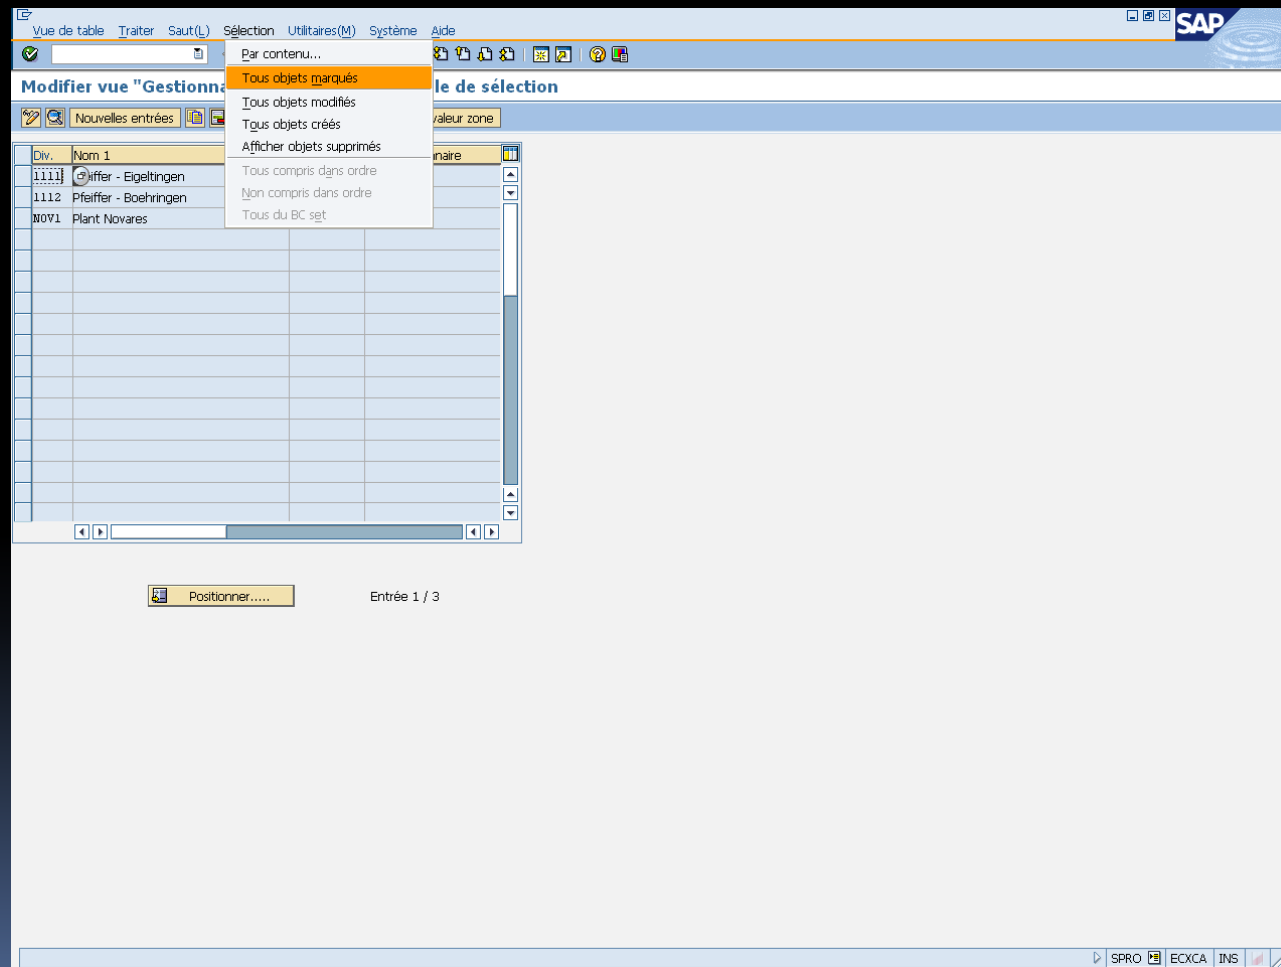 Vue de table Traiter Saut(L) Sélection Utilitaires(M) Système Aide
SAP
Par contenu...
Tous objets marqués
Tous objets modifiés
Tous objets créés
Afficher objets supprimés
Tous compris dans ordre
Non compris dans ordre
Tous du BC set
Modifier vue "Gestionna le de sélection
Nouvelles entrées valeur zone
Div. Nom 1 nnaire
1111 eiffer - Eigeltingen
1112 Pfeiffer - Boehringen
NOV1 Plant Novares
Positionner..... Entrée 1 / 3
SPRO ECXCA INS